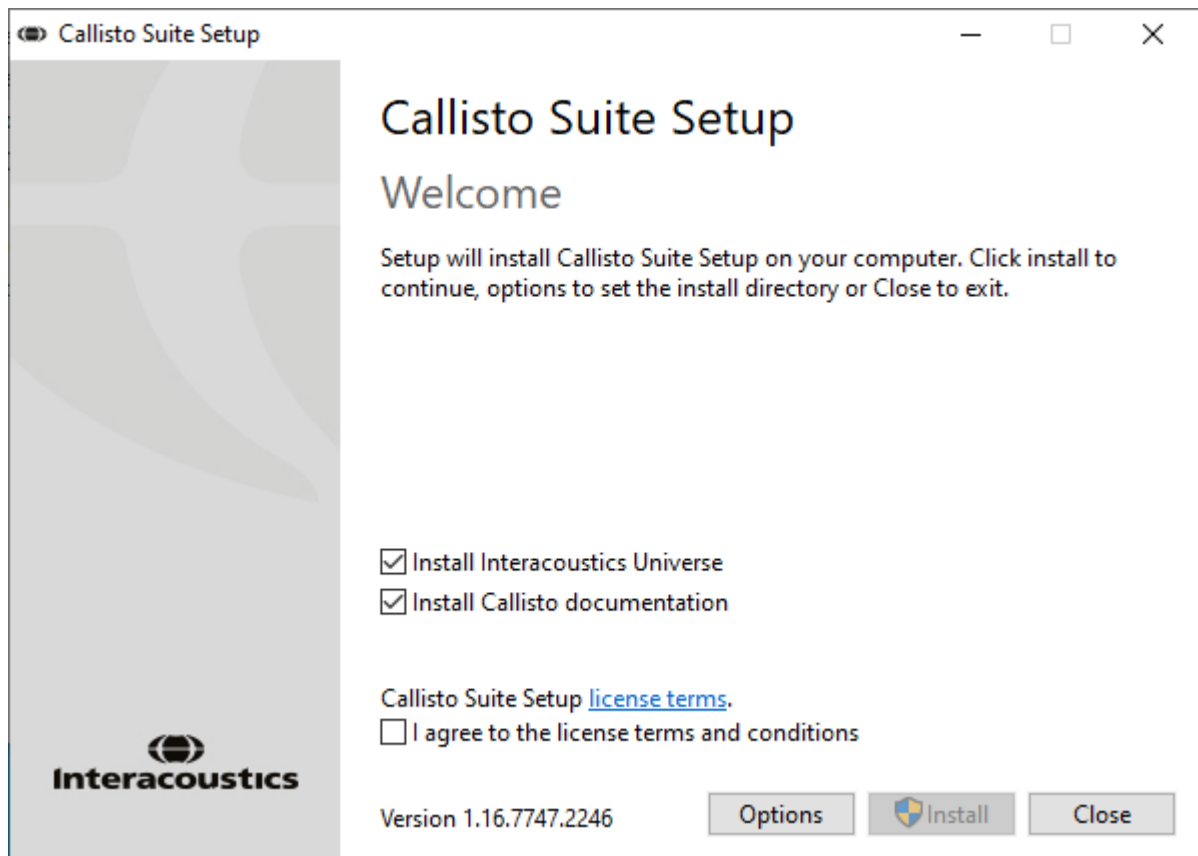 Callisto Suite Setup
Callisto Suite Setup
Welcome
Setup will install Callisto Suite Setup on your computer. Click install to
continue, options to set the install directory or Close to exit.
Install Interacoustics Universe
Install Callisto documentation
Callisto Suite Setup license terms.
I agree to the license terms and conditions
Interacoustics
Version 1.16.7747.2246
Options
Install
Close